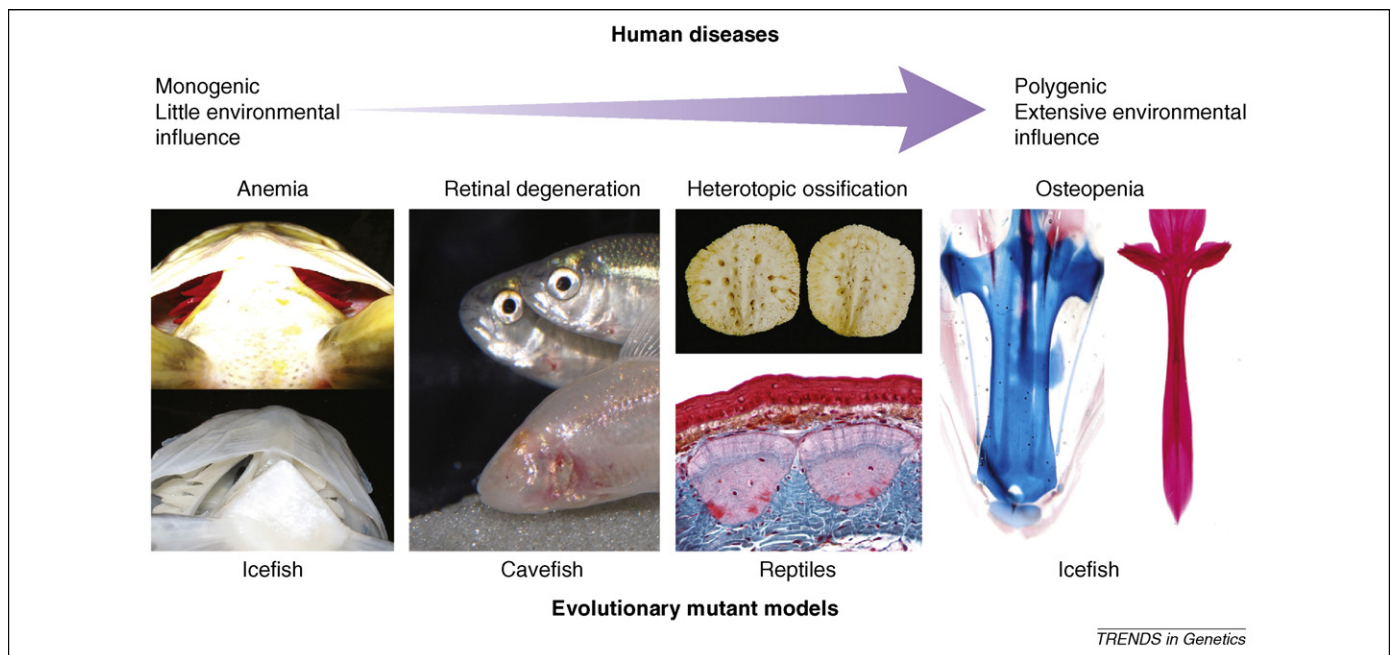 Human diseases
Monogenic
Little environmental
influence
Polygenic
Extensive environmental
influence
Anemia
Retinal degeneration
Heterotopic ossification
Osteopenia
Icefish
Cavefish
Reptiles
Icefish
Evolutionary mutant models
TRENDS in Genetics